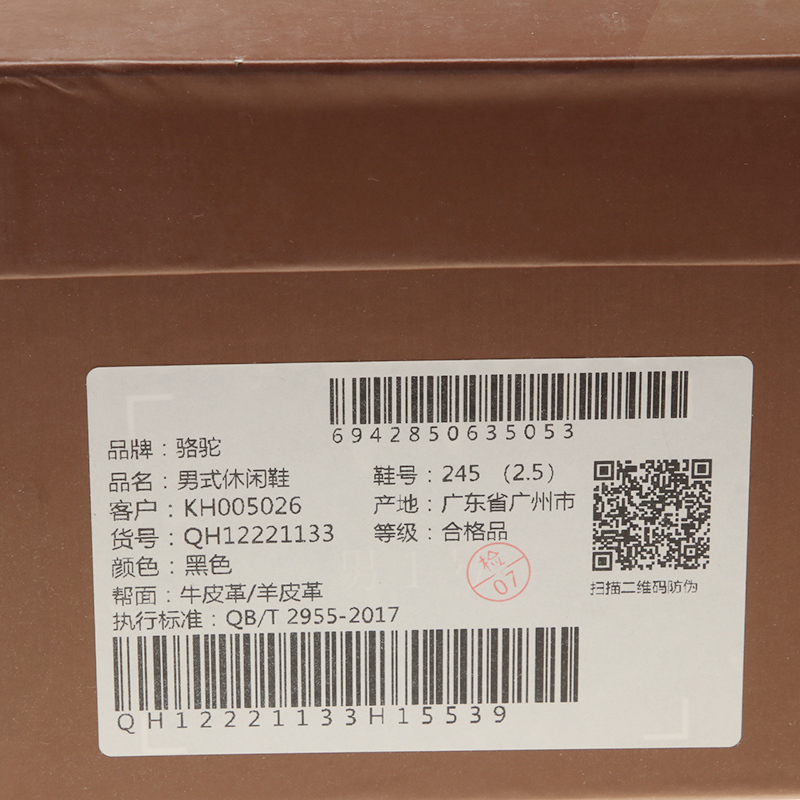 6942850635053
品牌：骆驼
品名：男式休闲鞋
鞋号：245 （2.5）
客户：KH005026
产地：广东省广州市
货号：QH12221133
等级：合格品
颜色：黑色
检
07
帮面：牛皮革/羊皮革
扫描二维码防伪
执行标准：QB/T 2955-2017
QH12221133H15539